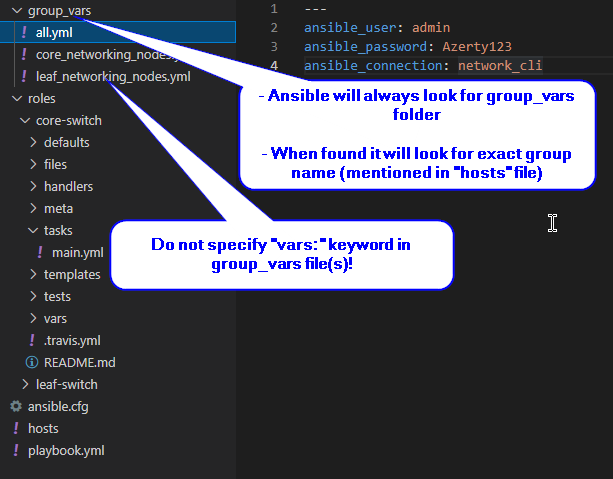 group_vars
all.yml
core_networking_nodes.yml
leaf_networking_nodes.yml
roles
core-switch
defaults
files
handlers
meta
tasks
main.yml
templates
tests
vars
.travis.yml
README.md
leaf-switch
ansible.cfg
hosts
playbook.yml
1 ---
2 ansible_user: admin
3 ansible_password: Azerty123
4 ansible_connection: network_cli
- Ansible will always look for group_vars
folder
- When found it will look for exact group
name (mentioned in "hosts" file)
Do not specify "vars: " keyword in
group_vars file(s)!